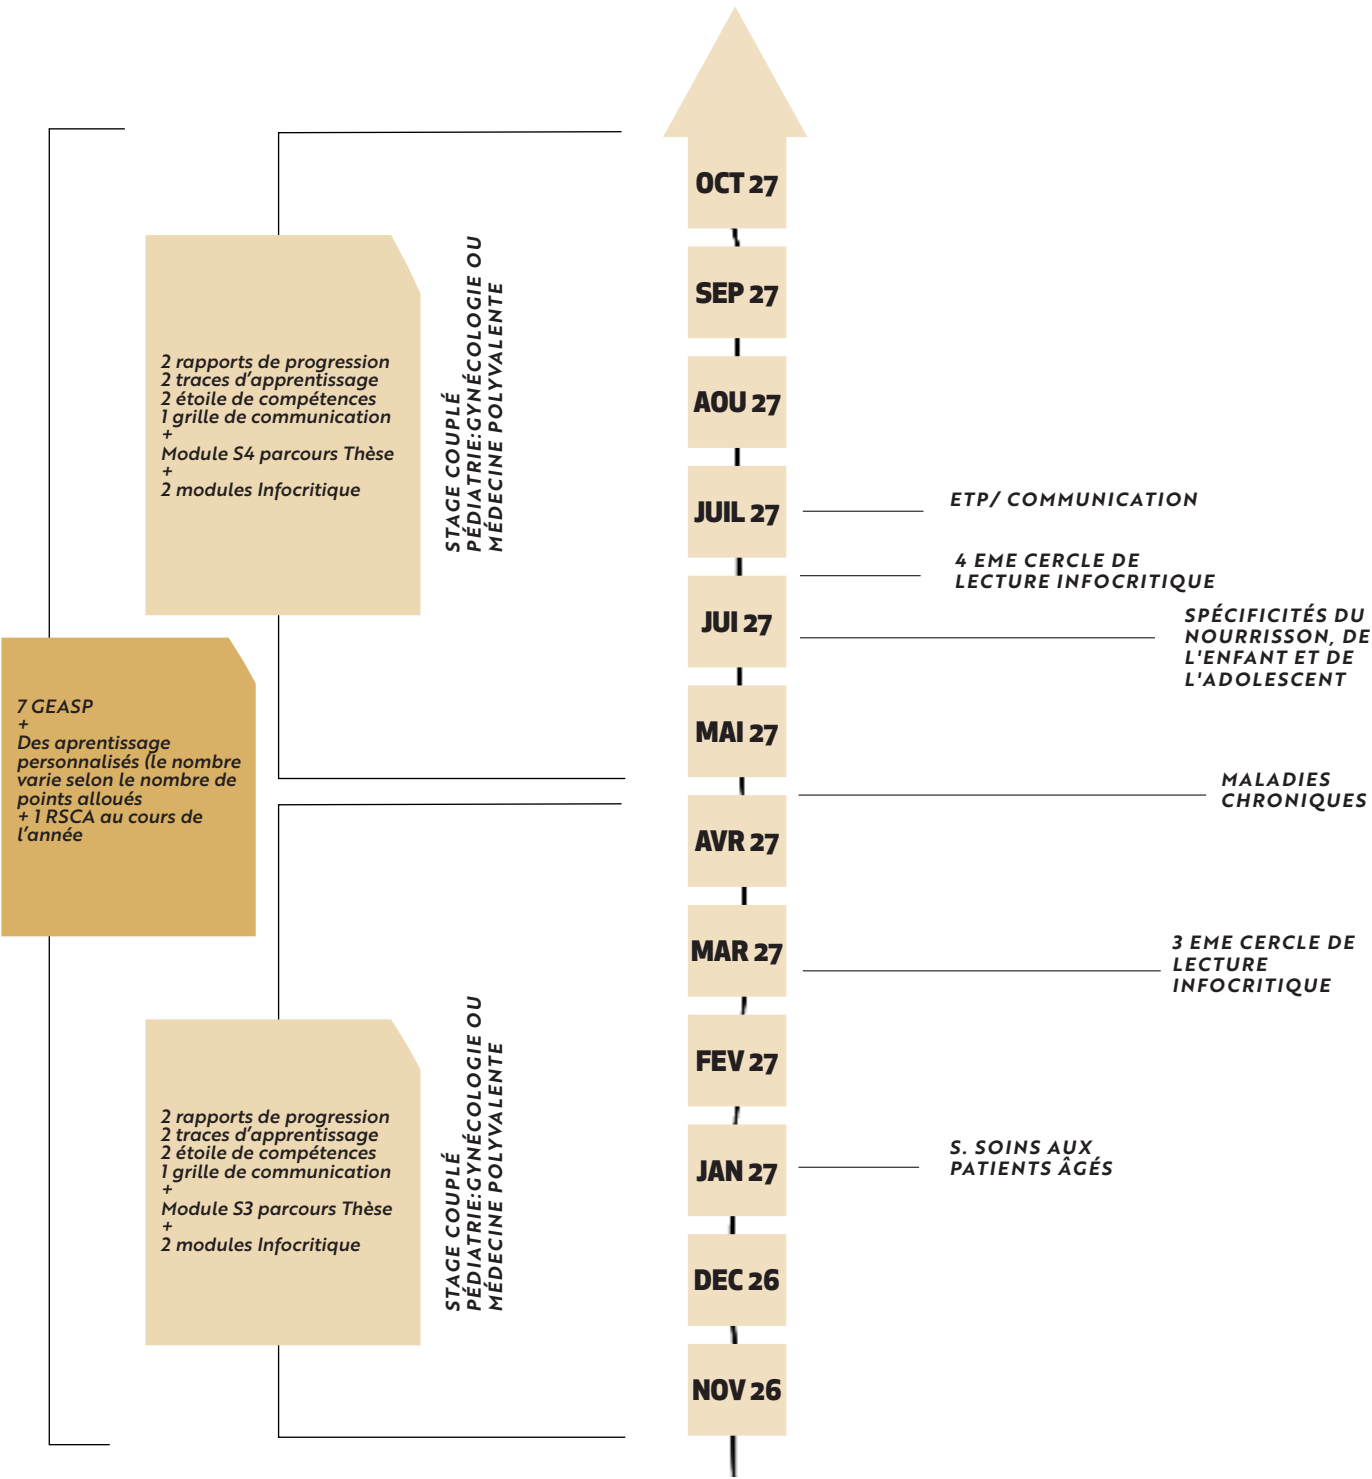 OCT 27
SEP 27
AOU 27
JUIL 27
JUI 27
MAI 27
AVR 27
MAR 27
FEV 27
JAN 27
DEC 26
NOV 26
2 rapports de progression
2 traces d'apprentissage
2 étoile de compétences
1 grille de communication
+
Module S4 parcours Thèse
+
2 modules Infocritique
STAGE COUPLÉ
PÉDIATRIE:GYNÉCOLOGIE OU
MÉDECINE POLYVALENTE
7 GEASP
+
Des aprentissage
personnalisés (le nombre
varie selon le nombre de
points alloués
+ 1 RSCA au cours de
l'année
2 rapports de progression
2 traces d'apprentissage
2 étoile de compétences
1 grille de communication
+
Module S3 parcours Thèse
+
2 modules Infocritique
STAGE COUPLÉ
PÉDIATRIE:GYNÉCOLOGIE OU
MÉDECINE POLYVALENTE
ETP/ COMMUNICATION
4 EME CERCLE DE
LECTURE INFOCRITIQUE
SPÉCIFICITÉS DU
NOURRISSON, DE
L'ENFANT ET DE
L'ADOLESCENT
MALADIES
CHRONIQUES
3 EME CERCLE DE
LECTURE
INFOCRITIQUE
S. SOINS AUX
PATIENTS ÂGÉS